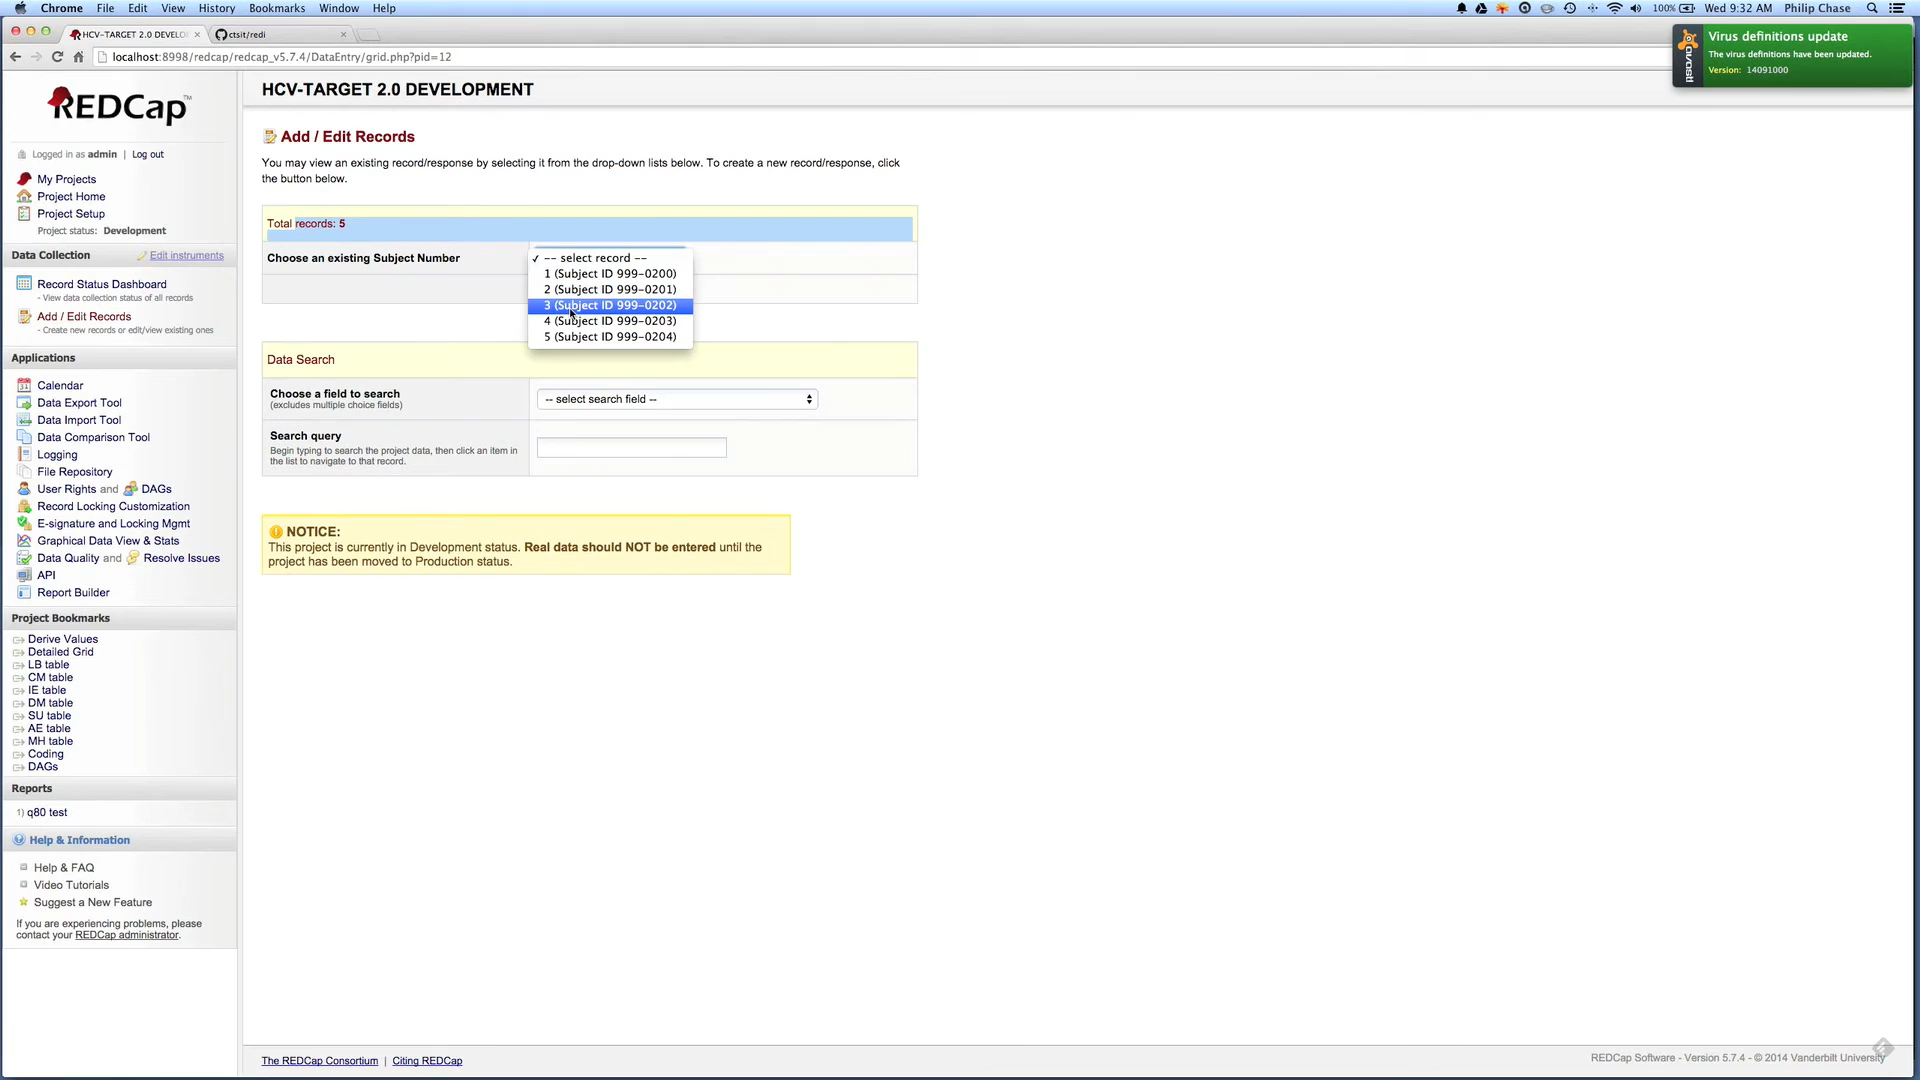 Chrome File Edit View History Bookmarks Window Help 100% Wed 9:32 AM Philip Chase
HCV-TARGET 2.0 DEVELO ctsit/redi
localhost:8998/redcap/redcap_v5.7.4/DataEntry/grid.php?pid=12
avast!
Virus definitions update
The virus definitions have been updated.
Version: 14091000
REDCap™
Logged in as admin | Log out
My Projects
Project Home
Project Setup
Project status: Development
Data Collection Edit instruments
Record Status Dashboard
- View data collection status of all records
Add / Edit Records
- Create new records or edit/view existing ones
Applications
Calendar
Data Export Tool
Data Import Tool
Data Comparison Tool
Logging
File Repository
User Rights and DAGs
Record Locking Customization
E-signature and Locking Mgmt
Graphical Data View & Stats
Data Quality and Resolve Issues
API
Report Builder
Project Bookmarks
Derive Values
Detailed Grid
LB table
CM table
IE table
DM table
SU table
AE table
MH table
Coding
DAGs
Reports
1) q80 test
Help & Information
Help & FAQ
Video Tutorials
Suggest a New Feature
If you are experiencing problems, please
contact your REDCap administrator.
HCV-TARGET 2.0 DEVELOPMENT
Add / Edit Records
You may view an existing record/response by selecting it from the drop-down lists below. To create a new record/response, click
the button below.
Total records: 5
Choose an existing Subject Number
✓ -- select record --
1 (Subject ID 999-0200)
2 (Subject ID 999-0201)
3 (Subject ID 999-0202)
4 (Subject ID 999-0203)
5 (Subject ID 999-0204)
Data Search
Choose a field to search
(excludes multiple choice fields)
-- select search field --
Search query
Begin typing to search the project data, then click an item in
the list to navigate to that record.
NOTICE:
This project is currently in Development status. Real data should NOT be entered until the
project has been moved to Production status.
The REDCap Consortium | Citing REDCap
REDCap Software - Version 5.7.4 - © 2014 Vanderbilt University